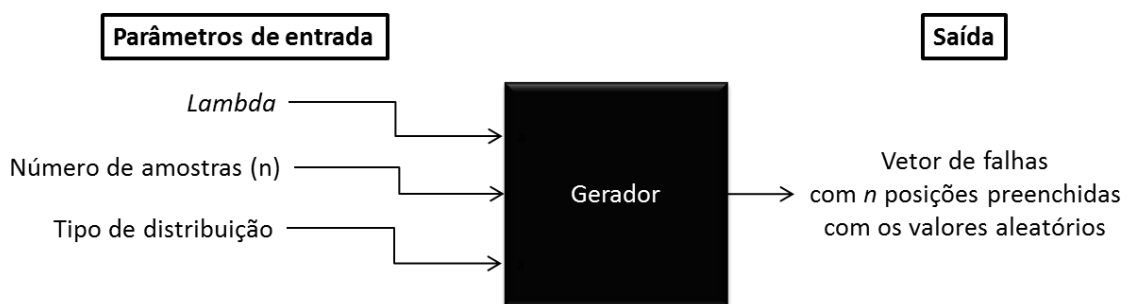 Parâmetros de entrada
Saída
Lambda
Número de amostras (n)
Tipo de distribuição
Gerador
Vetor de falhas
com n posições preenchidas
com os valores aleatórios